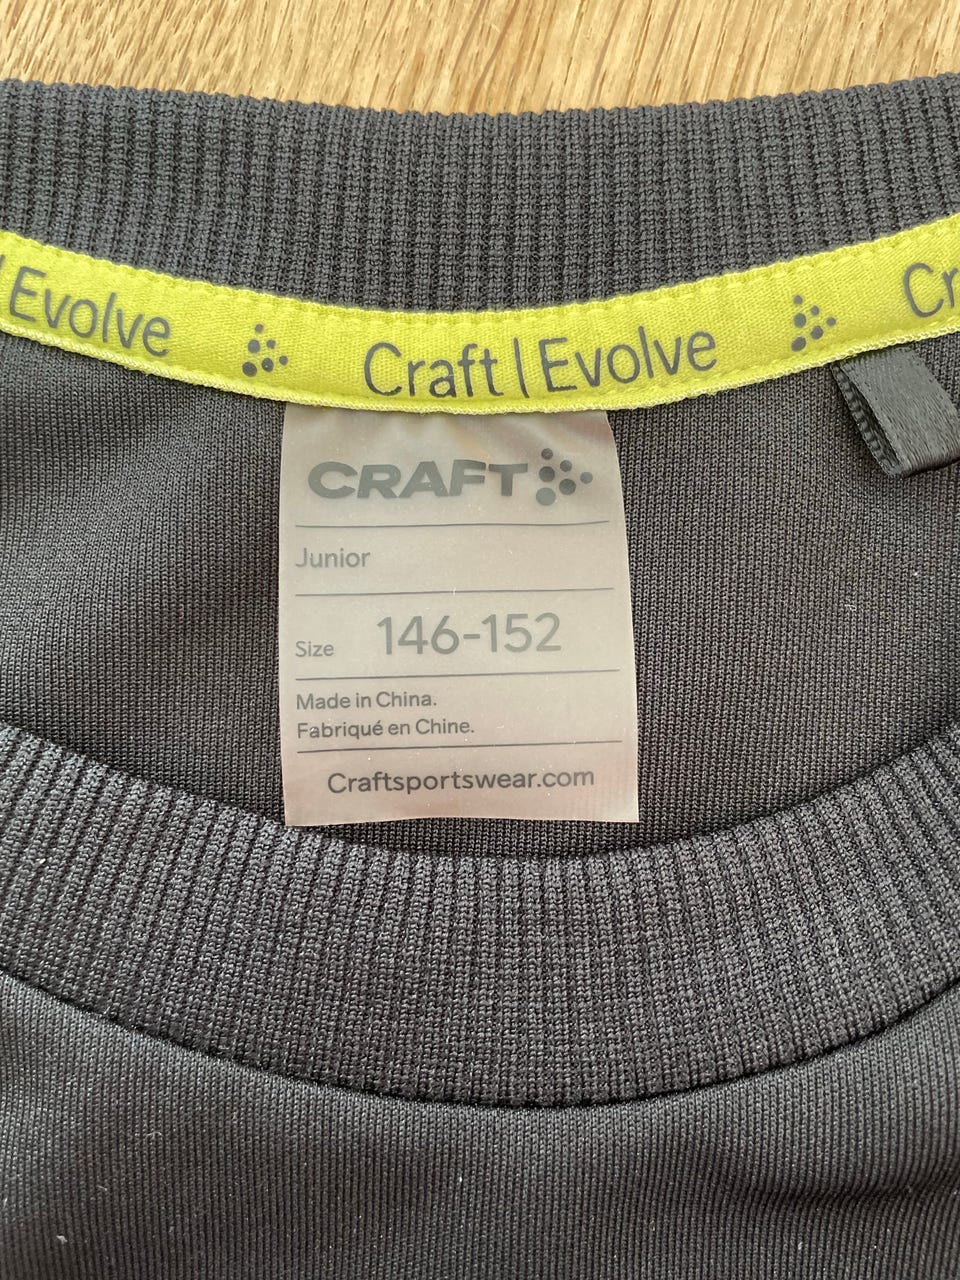 Evolve Craft | Evolve Cr
CRAFT
Junior
Size 146-152
Made in China.
Fabriqué en Chine.
Craftsportswear.com